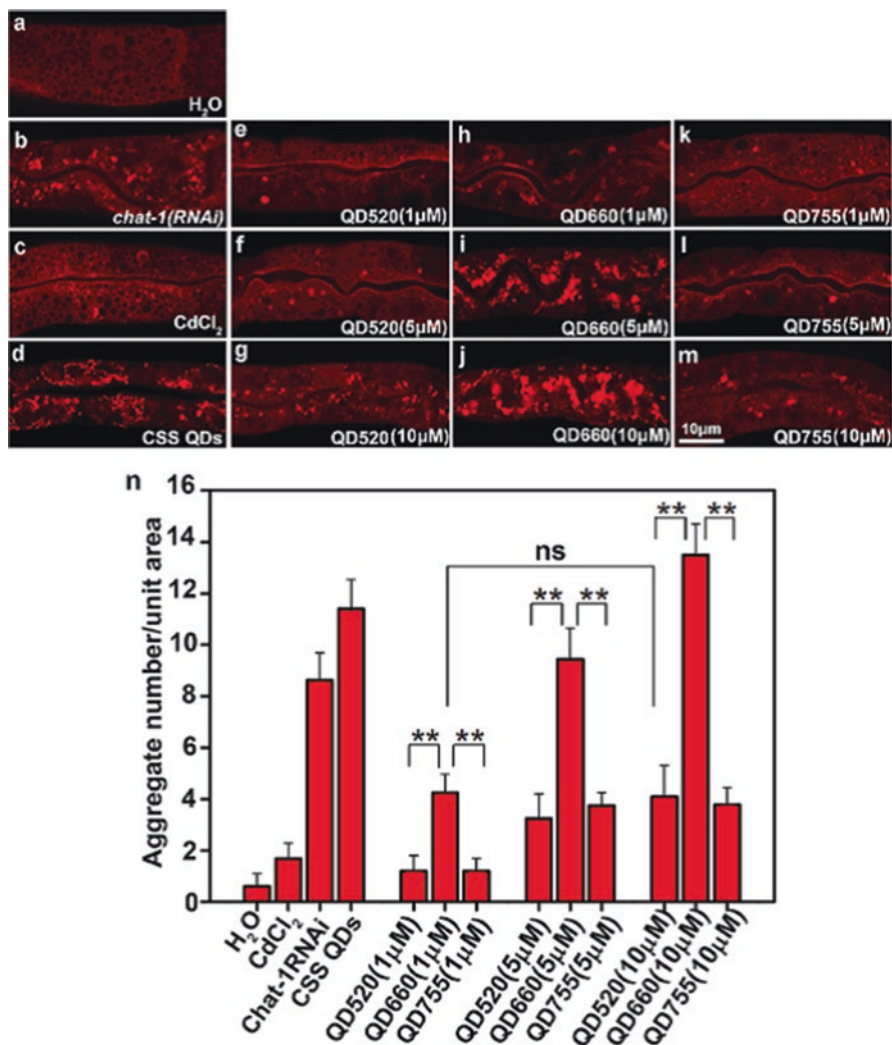 a
H₂O
b
chat-1(RNAi)
e
QD520(1µM)
h
QD660(1µM)
k
QD755(1µM)
c
CdCl₂
f
QD520(5µM)
i
QD660(5µM)
l
QD755(5µM)
d
CSS QDs
g
QD520(10µM)
j
QD660(10µM)
m
10µm
QD755(10µM)
n
Aggregate number/unit area
16
14
12
10
8
6
4
2
0
** **
ns
** **
** **
H₂O
CdCl₂
Chat-1RNAi
CSS QDs
QD520(1µM)
QD660(1µM)
QD755(1µM)
QD520(5µM)
QD660(5µM)
QD755(5µM)
QD520(10µM)
QD660(10µM)
QD755(10µM)